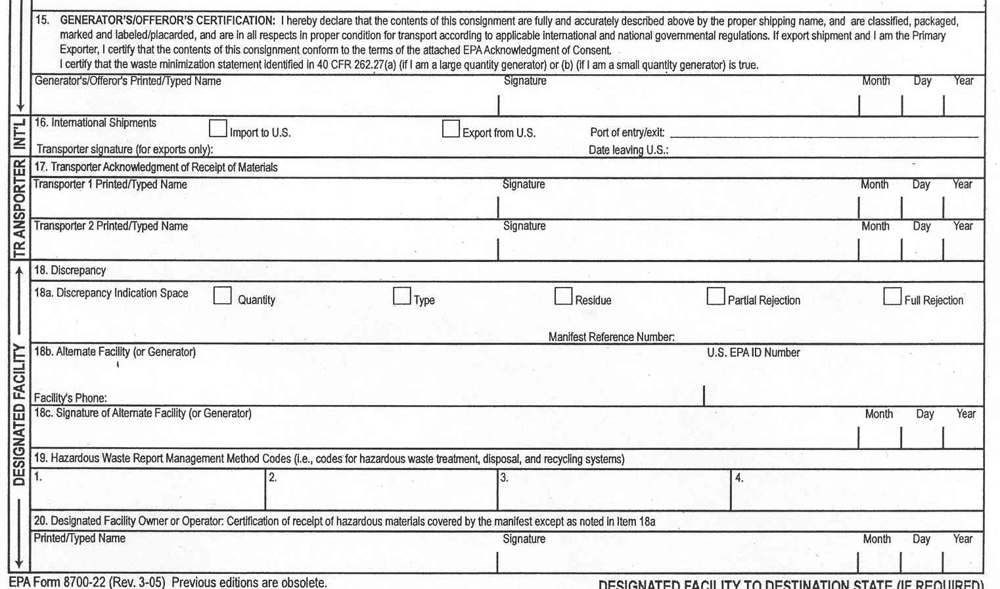 15. GENERATOR'S/OFFEROR'S CERTIFICATION: I hereby declare that the contents of this consignment are fully and accurately described above by the proper shipping name, and are classified, packaged,
marked and labeled/placarded, and are in all respects in proper condition for transport according to applicable international and national governmental regulations. If export shipment and I am the Primary
Exporter, I certify that the contents of this consignment conform to the terms of the attached EPA Acknowledgment of Consent.
I certify that the waste minimization statement identified in 40 CFR 262.27(a) (if I am a large quantity generator) or (b) (if I am a small quantity generator) is true.
Generator's/Offeror's Printed/Typed Name Signature Month Day Year
INT'L
16. International Shipments Import to U.S. Export from U.S. Port of entry/exit:
Transporter signature (for exports only): Date leaving U.S.:
TRANSPORTER
17. Transporter Acknowledgment of Receipt of Materials
Transporter 1 Printed/Typed Name Signature Month Day Year
Transporter 2 Printed/Typed Name Signature Month Day Year
DESIGNATED FACILITY
18. Discrepancy
18a. Discrepancy Indication Space Quantity Type Residue Partial Rejection Full Rejection
Manifest Reference Number:
18b. Alternate Facility (or Generator) U.S. EPA ID Number
Facility's Phone:
18c. Signature of Alternate Facility (or Generator) Month Day Year
19. Hazardous Waste Report Management Method Codes (i.e., codes for hazardous waste treatment, disposal, and recycling systems)
1. 2. 3. 4.
20. Designated Facility Owner or Operator: Certification of receipt of hazardous materials covered by the manifest except as noted in Item 18a
Printed/Typed Name Signature Month Day Year
EPA Form 8700-22 (Rev. 3-05) Previous editions are obsolete.
DESIGNATED FACILITY TO DESTINATION STATE (IF REQUIRED)